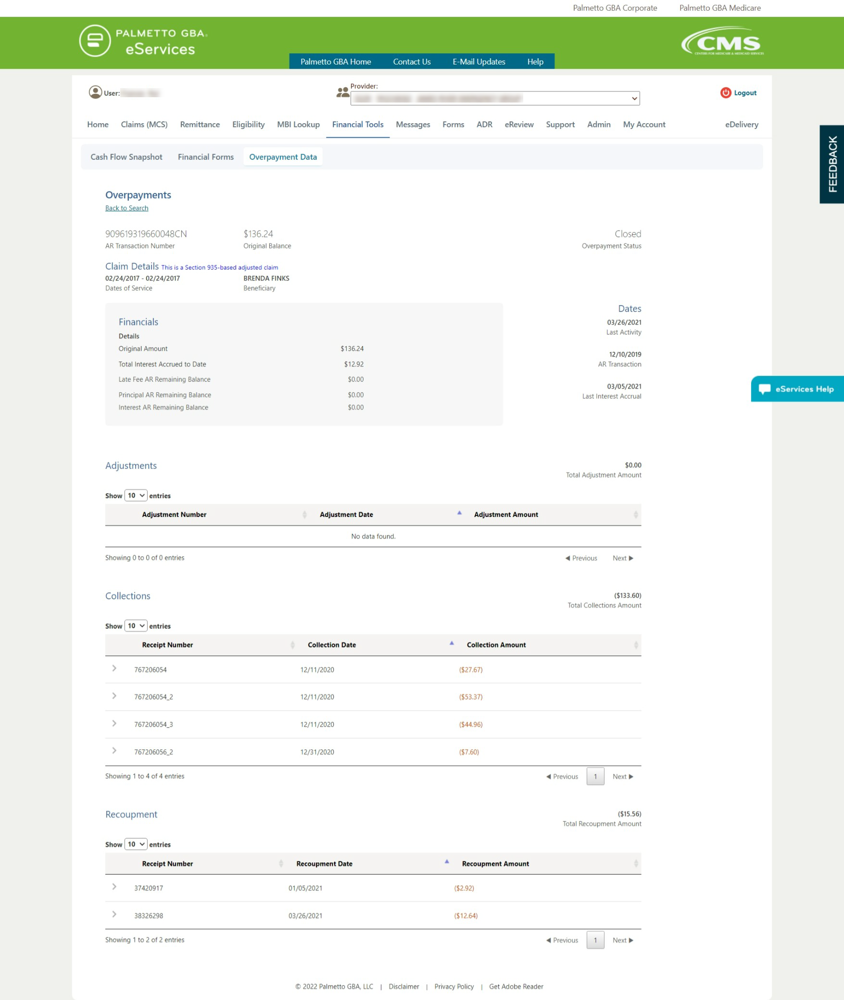 Palmetto GBA Corporate Palmetto GBA Medicare
PALMETTO GBA.
eServices
CMS
CENTERS FOR MEDICARE & MEDICAID SERVICES
Palmetto GBA Home Contact Us E-Mail Updates Help
User:
Provider:
Logout
Home Claims (MCS) Remittance Eligibility MBI Lookup Financial Tools Messages Forms ADR eReview Support Admin My Account eDelivery
FEEDBACK
Cash Flow Snapshot Financial Forms Overpayment Data
Overpayments
Back to Search
909619319660048CN $136.24 Closed
AR Transaction Number Original Balance Overpayment Status
Claim Details This is a Section 935-based adjusted claim
02/24/2017 - 02/24/2017 BRENDA FINKS
Dates of Service Beneficiary
Financials
Details
Original Amount $136.24
Total Interest Accrued to Date $12.92
Late Fee AR Remaining Balance $0.00
Principal AR Remaining Balance $0.00
Interest AR Remaining Balance $0.00
Dates
03/26/2021
Last Activity
12/10/2019
AR Transaction
03/05/2021
Last Interest Accrual
eServices Help
Adjustments $0.00
Total Adjustment Amount
Show 10 entries
Adjustment Number Adjustment Date Adjustment Amount
No data found.
Showing 0 to 0 of 0 entries Previous Next
Collections ($133.60)
Total Collections Amount
Show 10 entries
Receipt Number Collection Date Collection Amount
767206054 12/11/2020 ($27.67)
767206054_2 12/11/2020 ($53.37)
767206054_3 12/11/2020 ($44.96)
767206056_2 12/31/2020 ($7.60)
Showing 1 to 4 of 4 entries Previous 1 Next
Recoupment ($15.56)
Total Recoupment Amount
Show 10 entries
Receipt Number Recoupment Date Recoupment Amount
37420917 01/05/2021 ($2.92)
38326298 03/26/2021 ($12.64)
Showing 1 to 2 of 2 entries Previous 1 Next
© 2022 Palmetto GBA, LLC | Disclaimer | Privacy Policy | Get Adobe Reader